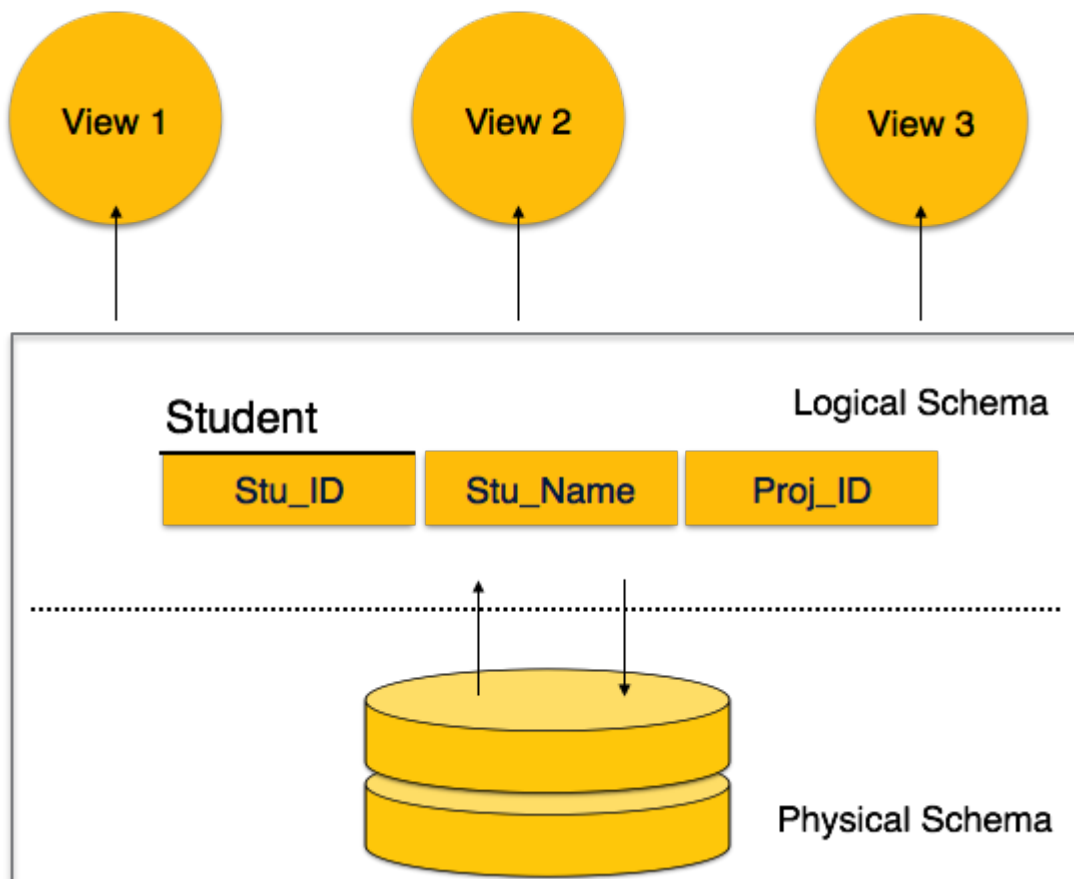 View 1
View 2
View 3
Logical Schema
Student
Stu_ID
Stu_Name
Proj_ID
Physical Schema